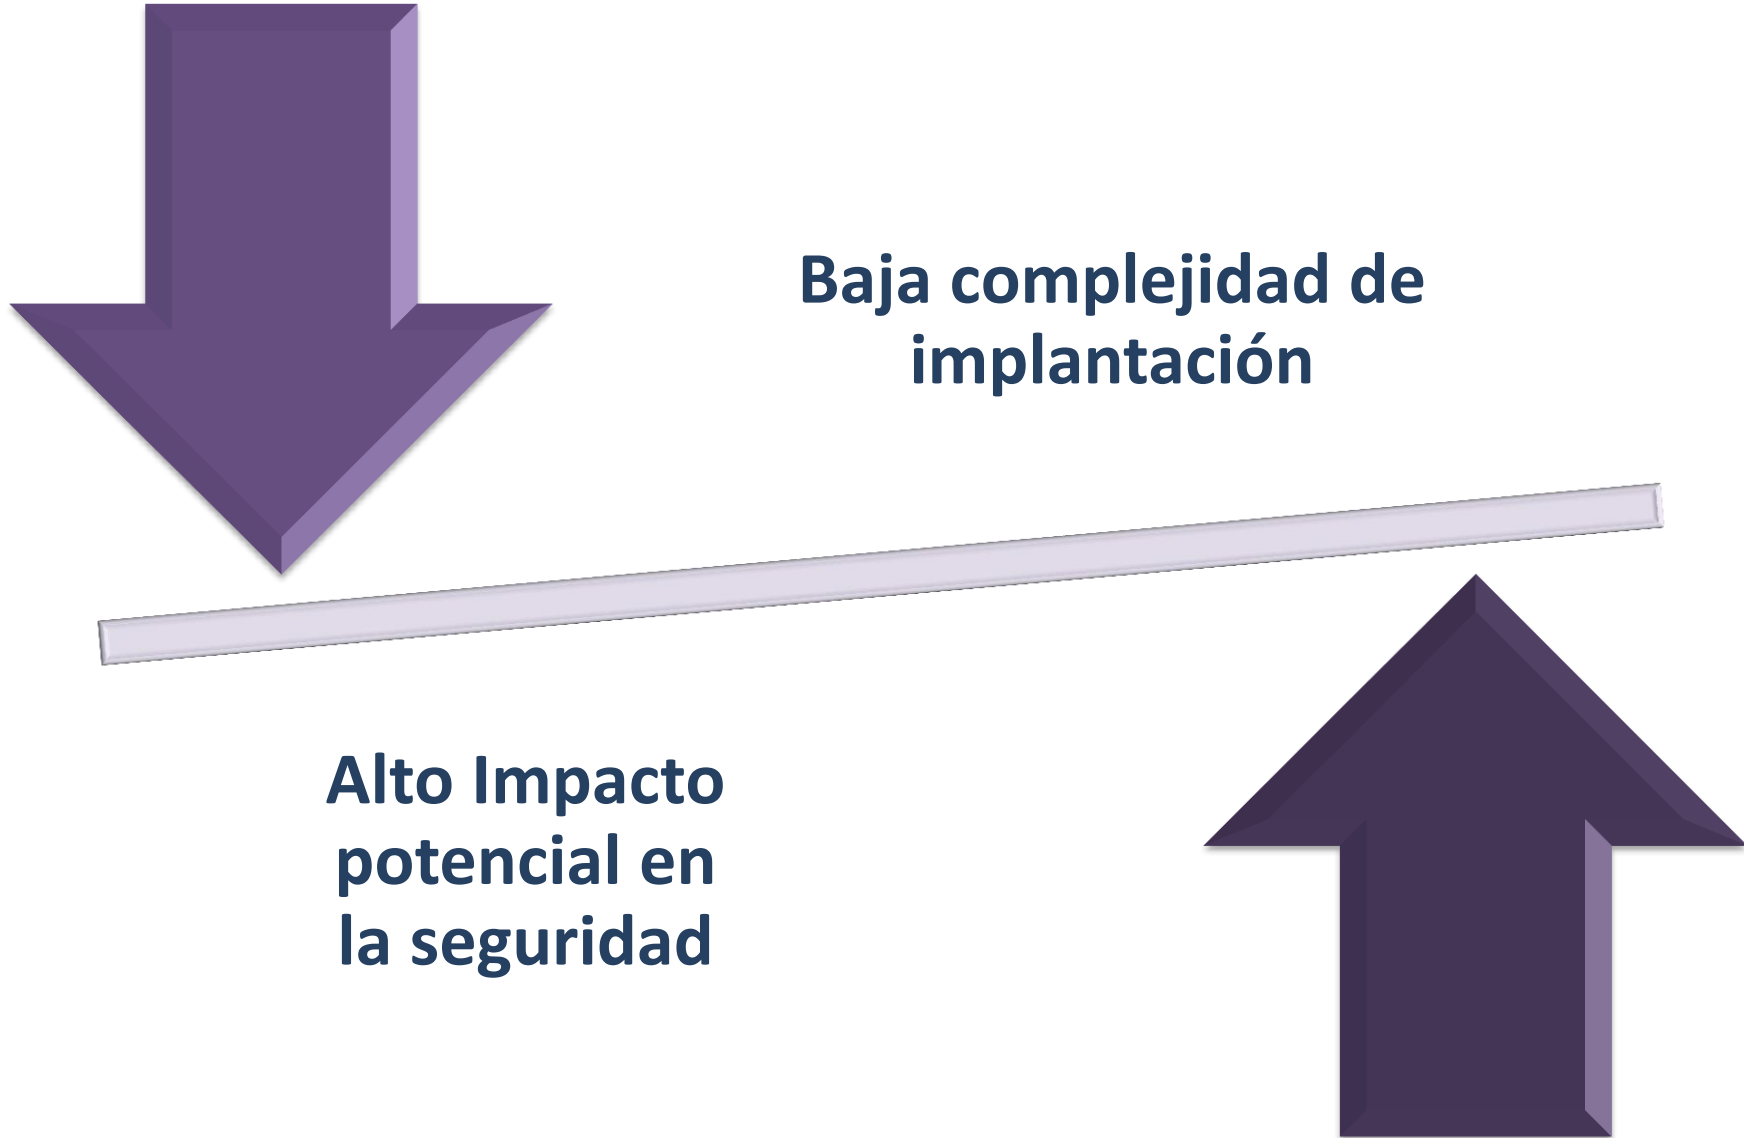 Baja complejidad de
implantación
Alto Impacto
potencial en
la seguridad